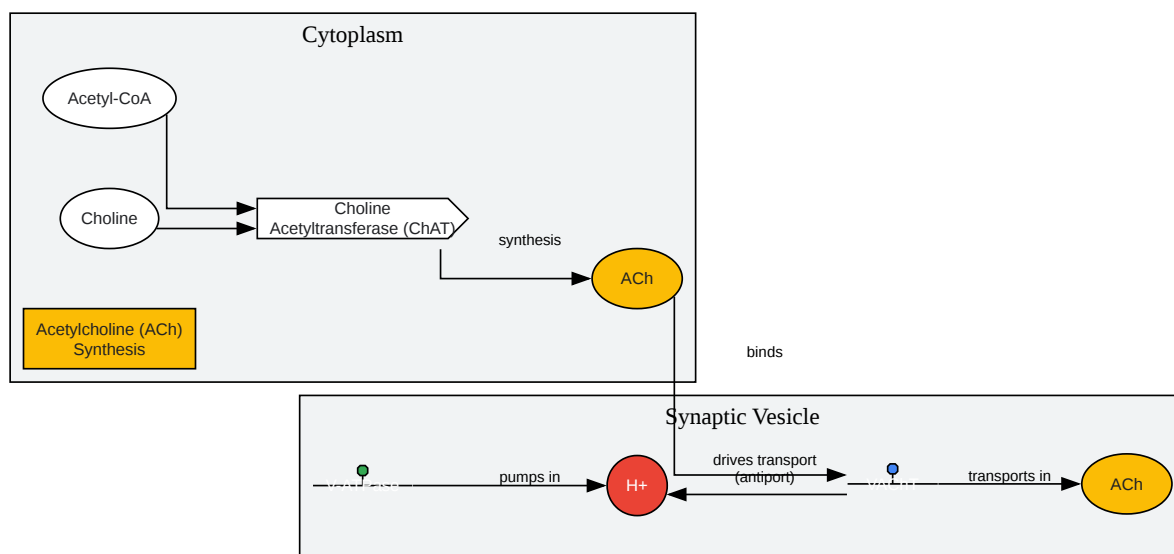 Cytoplasm
Acetyl-CoA
Choline
Choline
Acetyltransferase (ChAT)
synthesis
ACh
Acetylcholine (ACh)
Synthesis
binds
Synaptic Vesicle
pumps in
H+
drives transport
(antiport)
transports in
ACh